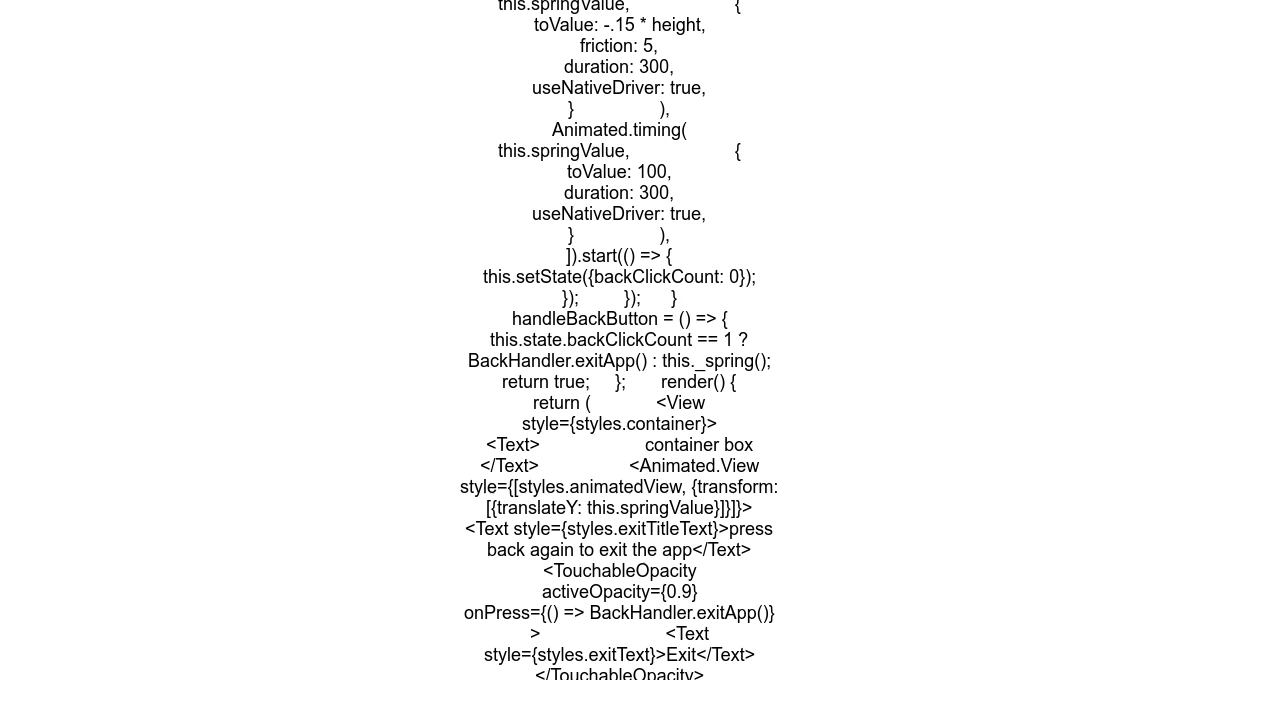 this.springValue, {
toValue: -.15 * height,
friction: 5,
duration: 300,
useNativeDriver: true,
} ),
Animated.timing(
this.springValue, {
toValue: 100,
duration: 300,
useNativeDriver: true,
} ),
]).start(() => {
this.setState({backClickCount: 0});
}); }); }
handleBackButton = () => {
this.state.backClickCount == 1 ?
BackHandler.exitApp() : this._spring();
return true; }; render() {
return ( <View
style={styles.container}>
<Text> container box
</Text> <Animated.View
style={[styles.animatedView, {transform:
[{translateY: this.springValue}]}]}>
<Text style={styles.exitTitleText}>press
back again to exit the app</Text>
<TouchableOpacity
activeOpacity={0.9}
onPress={() => BackHandler.exitApp()}
> <Text
style={styles.exitText}>Exit</Text>
</TouchableOpacity>